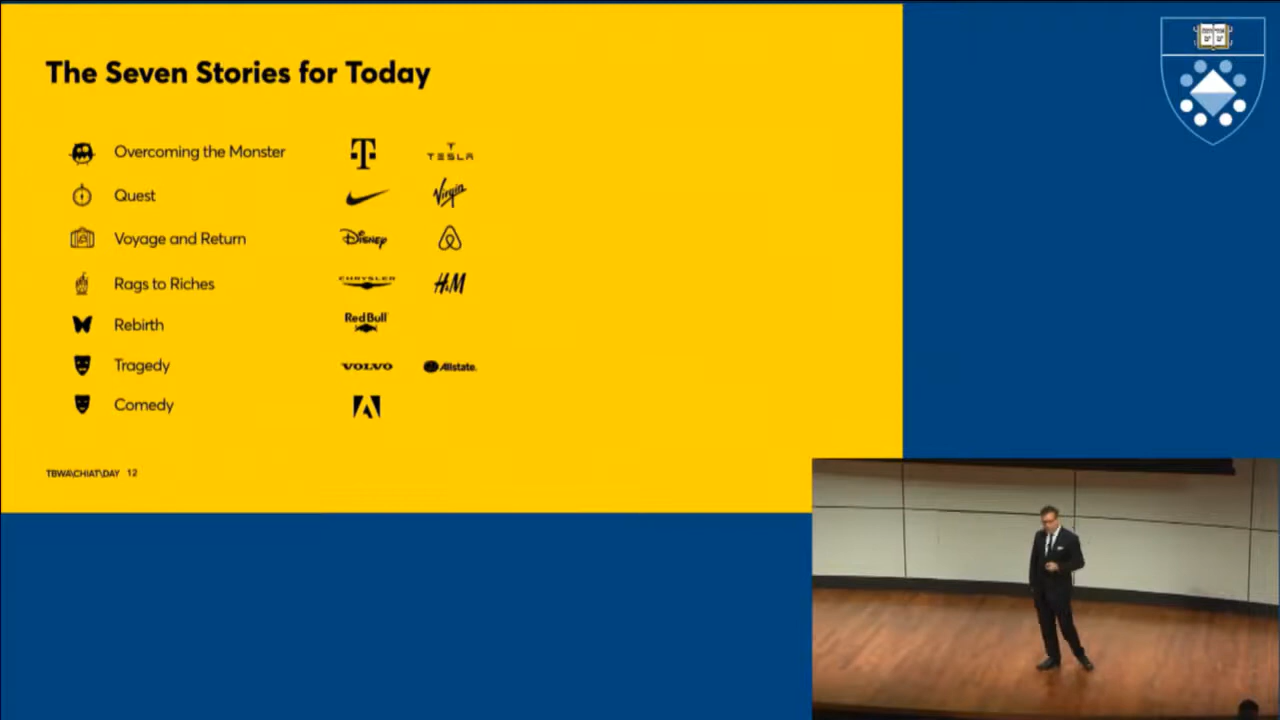 The Seven Stories for Today
Overcoming the Monster
T
T
TESLA
Quest
Virgin
Voyage and Return
Disney
Rags to Riches
CHRYSLER
H&M
Rebirth
Red Bull
Tragedy
VOLVO
Allstate.
Comedy
TBWA\CHIAT\DAY 12